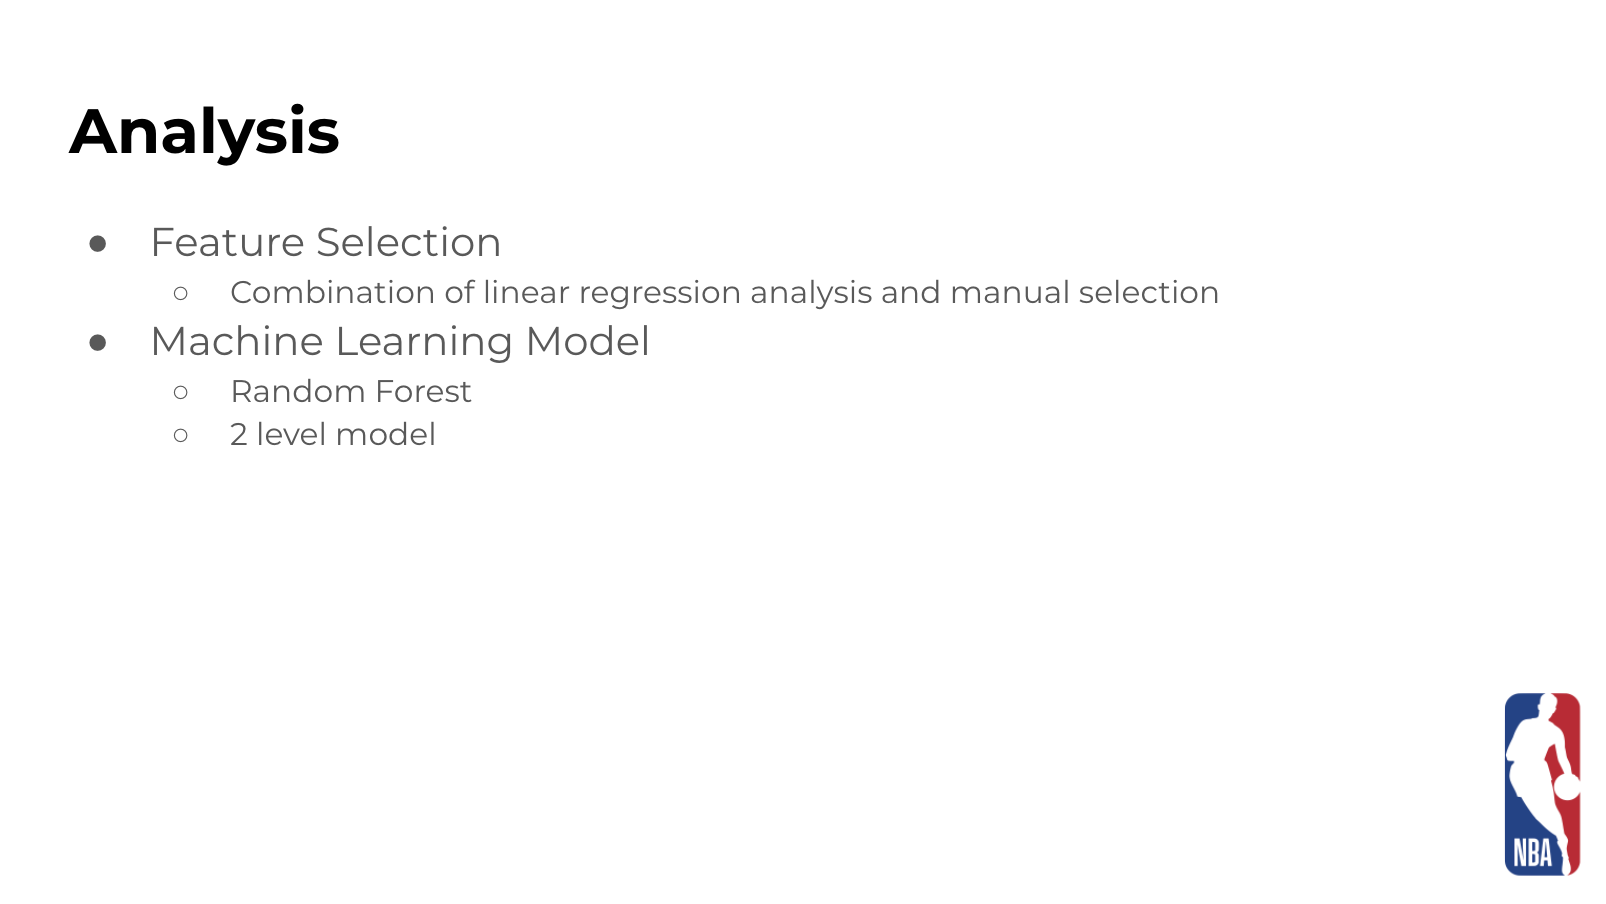 Analysis
● Feature Selection
○ Combination of linear regression analysis and manual selection
● Machine Learning Model
○ Random Forest
○ 2 level model
NBA